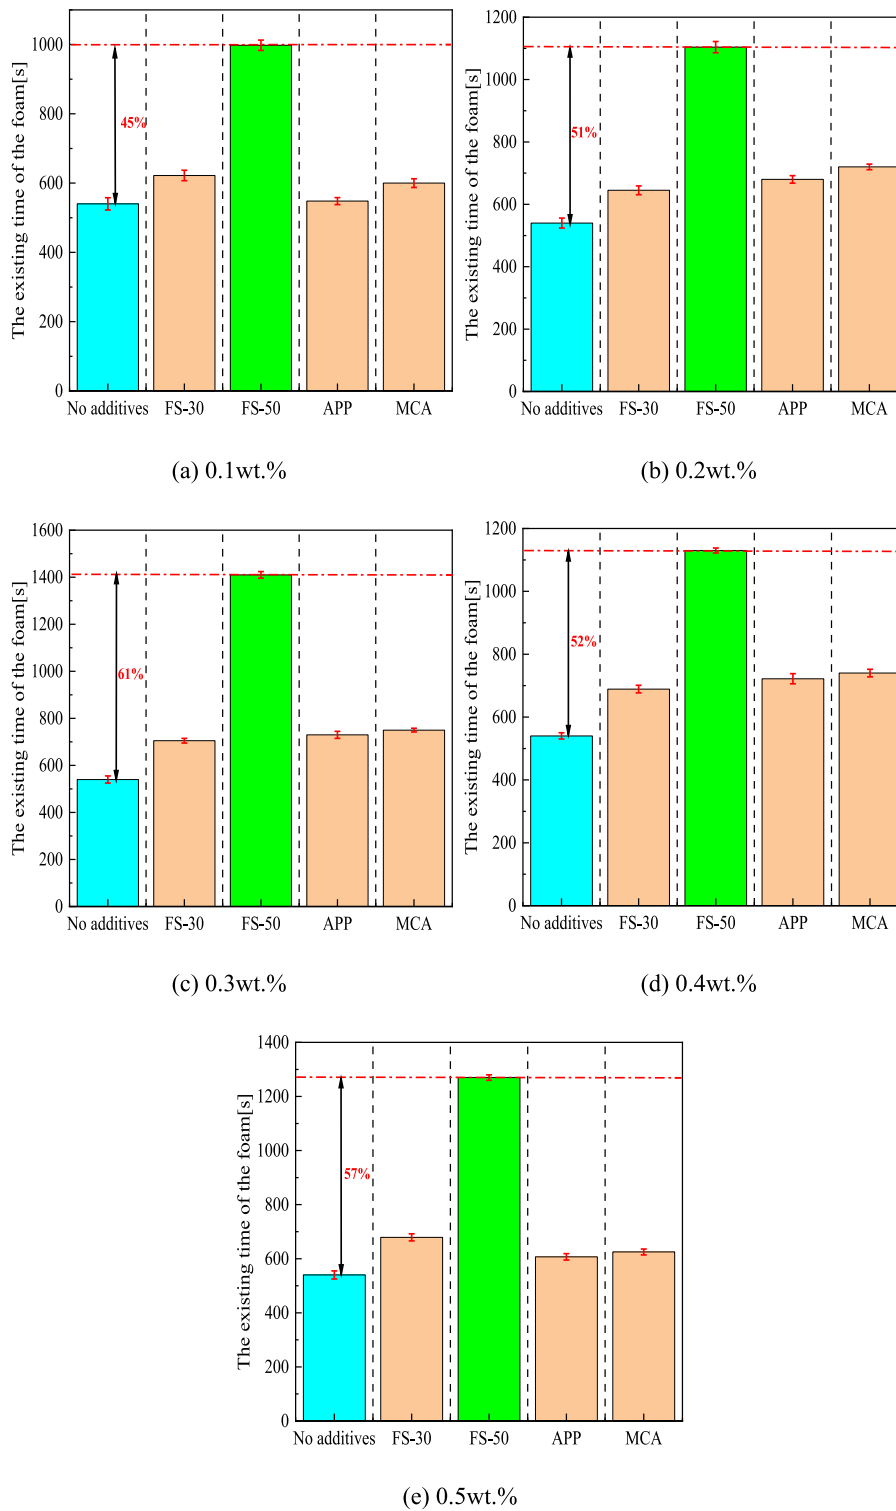 The existing time of the foam[s]
1000
800
600
400
200
0
45%
No additives FS-30 FS-50 APP MCA
(a) 0.1wt.%
The existing time of the foam[s]
1200
1000
800
600
400
200
0
51%
No additives FS-30 FS-50 APP MCA
(b) 0.2wt.%
The existing time of the foam[s]
1600
1400
1200
1000
800
600
400
200
0
61%
No additives FS-30 FS-50 APP MCA
(c) 0.3wt.%
The existing time of the foam[s]
1200
1000
800
600
400
200
0
52%
No additives FS-30 FS-50 APP MCA
(d) 0.4wt.%
The existing time of the foam[s]
1400
1200
1000
800
600
400
200
0
57%
No additives FS-30 FS-50 APP MCA
(e) 0.5wt.%